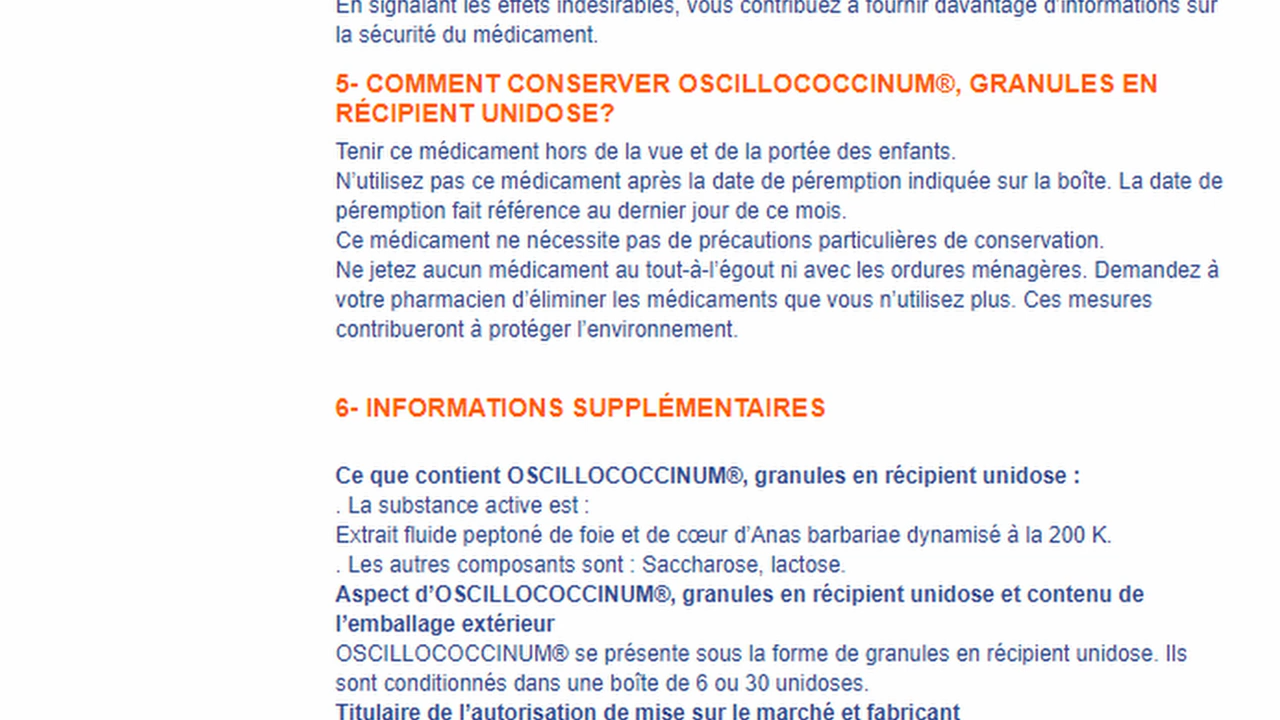 En signalant les effets indésirables, vous contribuez à fournir davantage d’informations sur
la sécurité du médicament.
5- COMMENT CONSERVER OSCILLOCOCCINUM®, GRANULES EN
RÉCIPIENT UNIDOSE?
Tenir ce médicament hors de la vue et de la portée des enfants.
N’utilisez pas ce médicament après la date de péremption indiquée sur la boîte. La date de
péremption fait référence au dernier jour de ce mois.
Ce médicament ne nécessite pas de précautions particulières de conservation.
Ne jetez aucun médicament au tout-à-l’égout ni avec les ordures ménagères. Demandez à
votre pharmacien d’éliminer les médicaments que vous n’utilisez plus. Ces mesures
contribueront à protéger l’environnement.
6- INFORMATIONS SUPPLÉMENTAIRES
Ce que contient OSCILLOCOCCINUM®, granules en récipient unidose :
. La substance active est :
Extrait fluide peptoné de foie et de cœur d’Anas barbariae dynamisé à la 200 K.
. Les autres composants sont : Saccharose, lactose.
Aspect d’OSCILLOCOCCINUM®, granules en récipient unidose et contenu de
l’emballage extérieur
OSCILLOCOCCINUM® se présente sous la forme de granules en récipient unidose. Ils
sont conditionnés dans une boîte de 6 ou 30 unidoses.
Titulaire de l’autorisation de mise sur le marché et fabricant